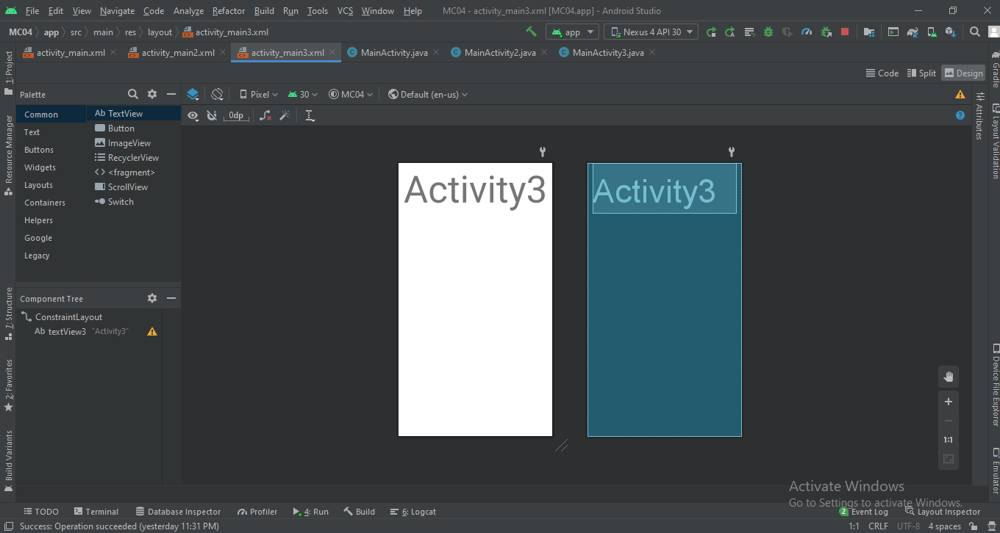 File Edit View Navigate Code Analyze Refactor Build Run Tools VCS Window Help MC04 - activity_main3.xml [MC04.app] - Android Studio
MC04 app src main res layout activity_main3.xml app Nexus 4 API 30
activity_main.xml activity_main2.xml activity_main3.xml MainActivity.java MainActivity2.java MainActivity3.java
Code Split Design
Palette Pixel 30 MC04 Default (en-us)
Common
Text
Buttons
Widgets
Layouts
Containers
Helpers
Google
Legacy
Ab TextView
Button
ImageView
RecyclerView
<> <fragment>
ScrollView
Switch
0dp
Activity3
Activity3
Component Tree
ConstraintLayout
Ab textView3 "Activity3"
1: Project
Resource Manager
7: Structure
2: Favorites
Build Variants
Attributes
Gradle
Layout Validation
Device File Explorer
Emulator
1:1
Activate Windows
Go to Settings to activate Windows.
TODO Terminal Database Inspector Profiler 4: Run Build 6: Logcat 2 Event Log Layout Inspector
Success: Operation succeeded (yesterday 11:31 PM) 1:1 CRLF UTF-8 4 spaces